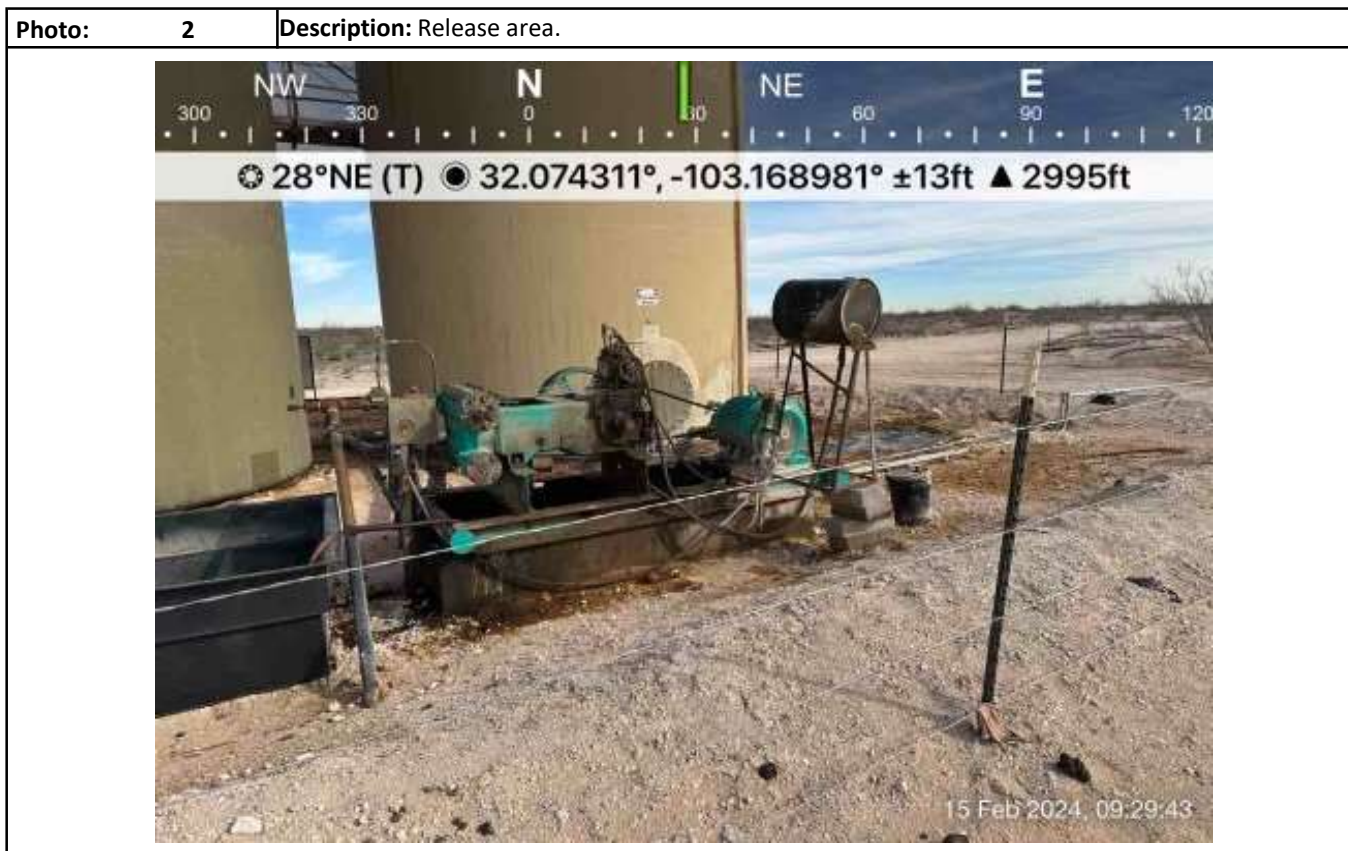 Photo: 2 Description: Release area.
NW N NE E
300 330 0 30 60 90 120
28°NE (T) 32.074311°, -103.168981° ±13ft ▲ 2995ft
15 Feb 2024, 09:29:43